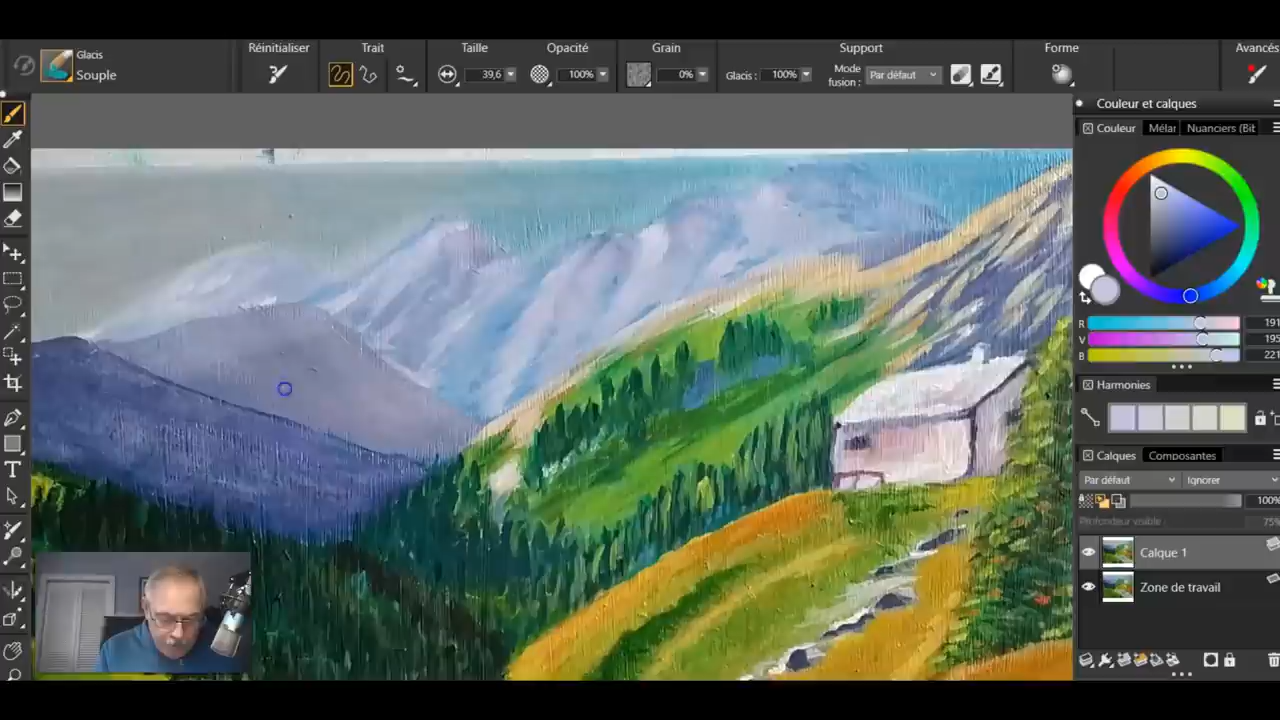 Glacis
Souple
Réinitialiser
Trait
Taille
39,6
Opacité
100%
Grain
0%
Glacis : 100%
Support
Mode
fusion :
Par défaut
Forme
Avancés
Couleur et calques
Couleur
Mélar
Nuanciers (Bit
R
191
V
195
B
221
Harmonies
Calques
Composantes
Par défaut
Ignorer
100%
Profondeur visible
75%
Calque 1
Zone de travail
T